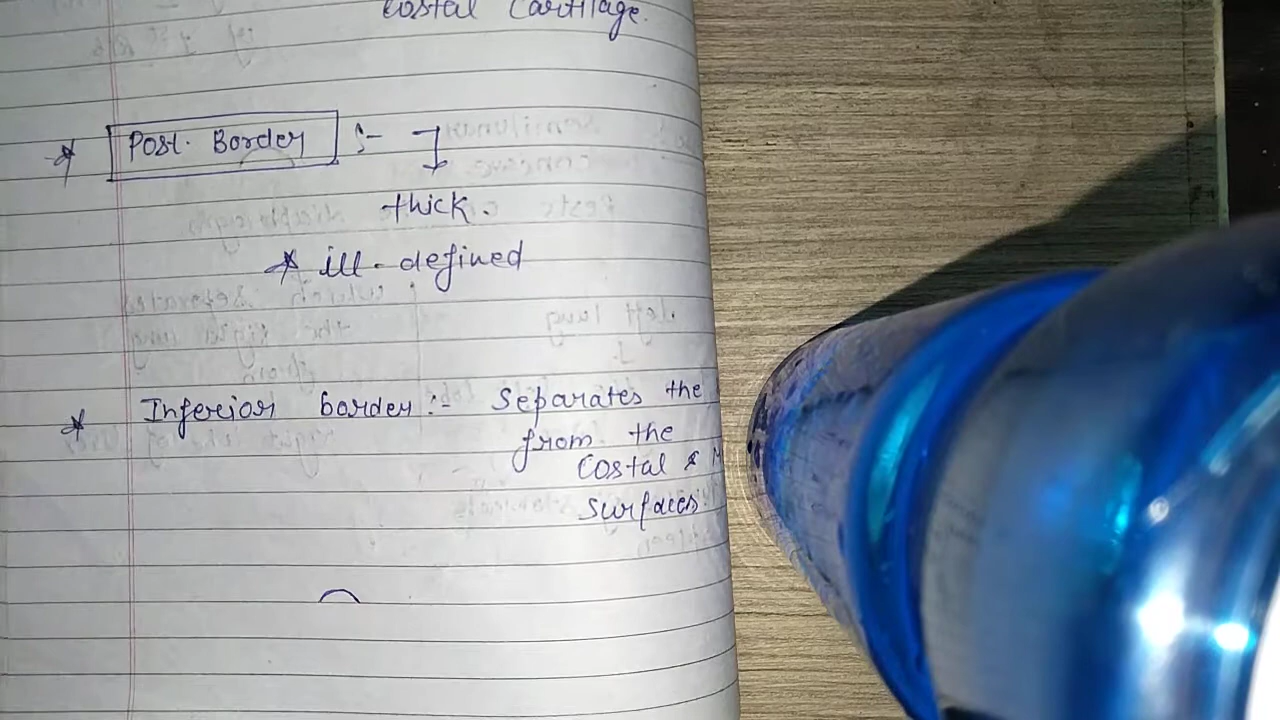 Costal Cartilage.
* Post. Border :-
thick.
* ill-defined
* Inferior border :- Separates the
from the
Costal &
surfaces.